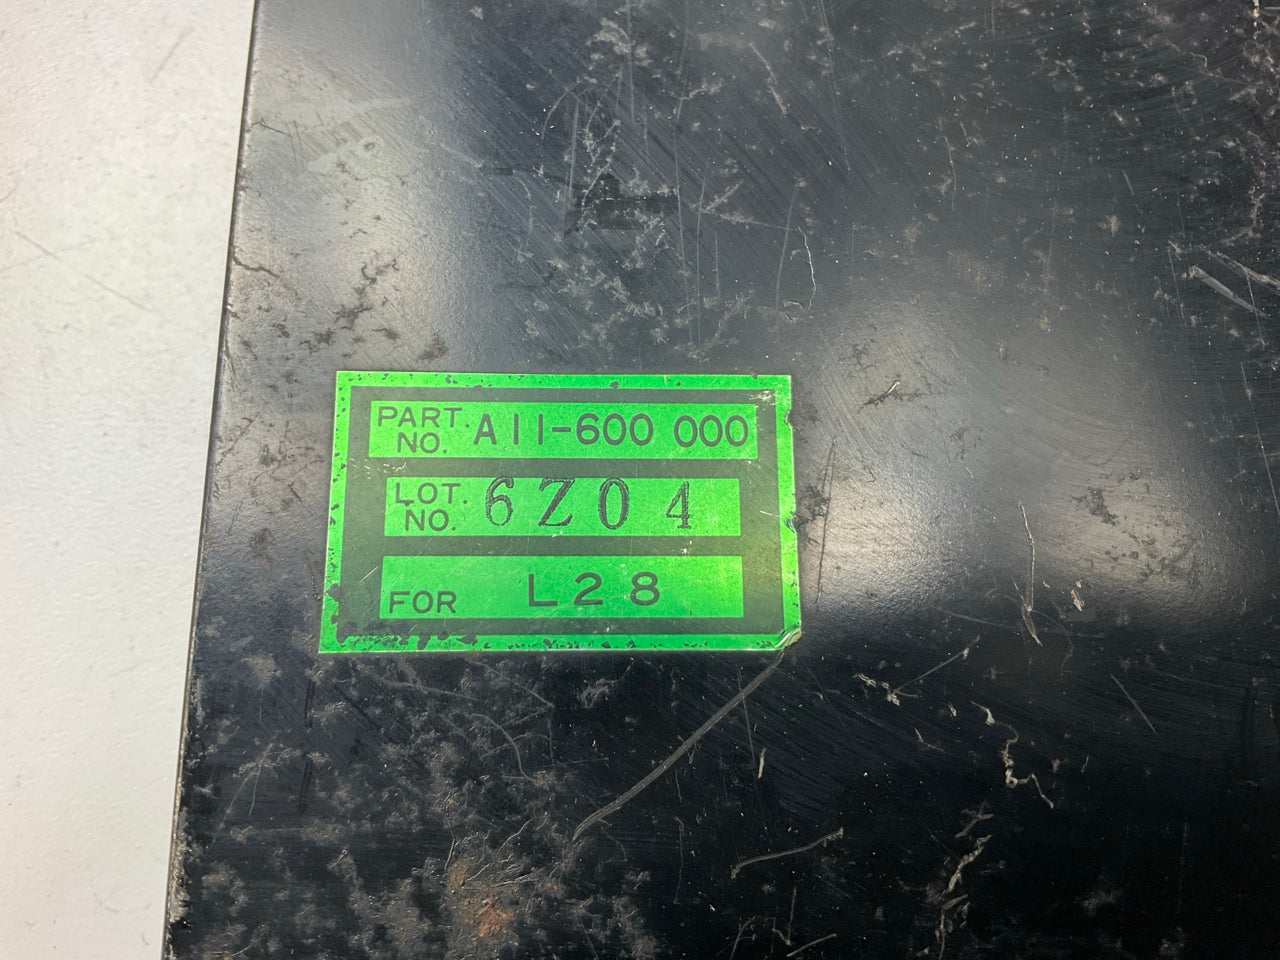 PART. NO. A11-600 000
LOT. NO. 6Z04
FOR L28